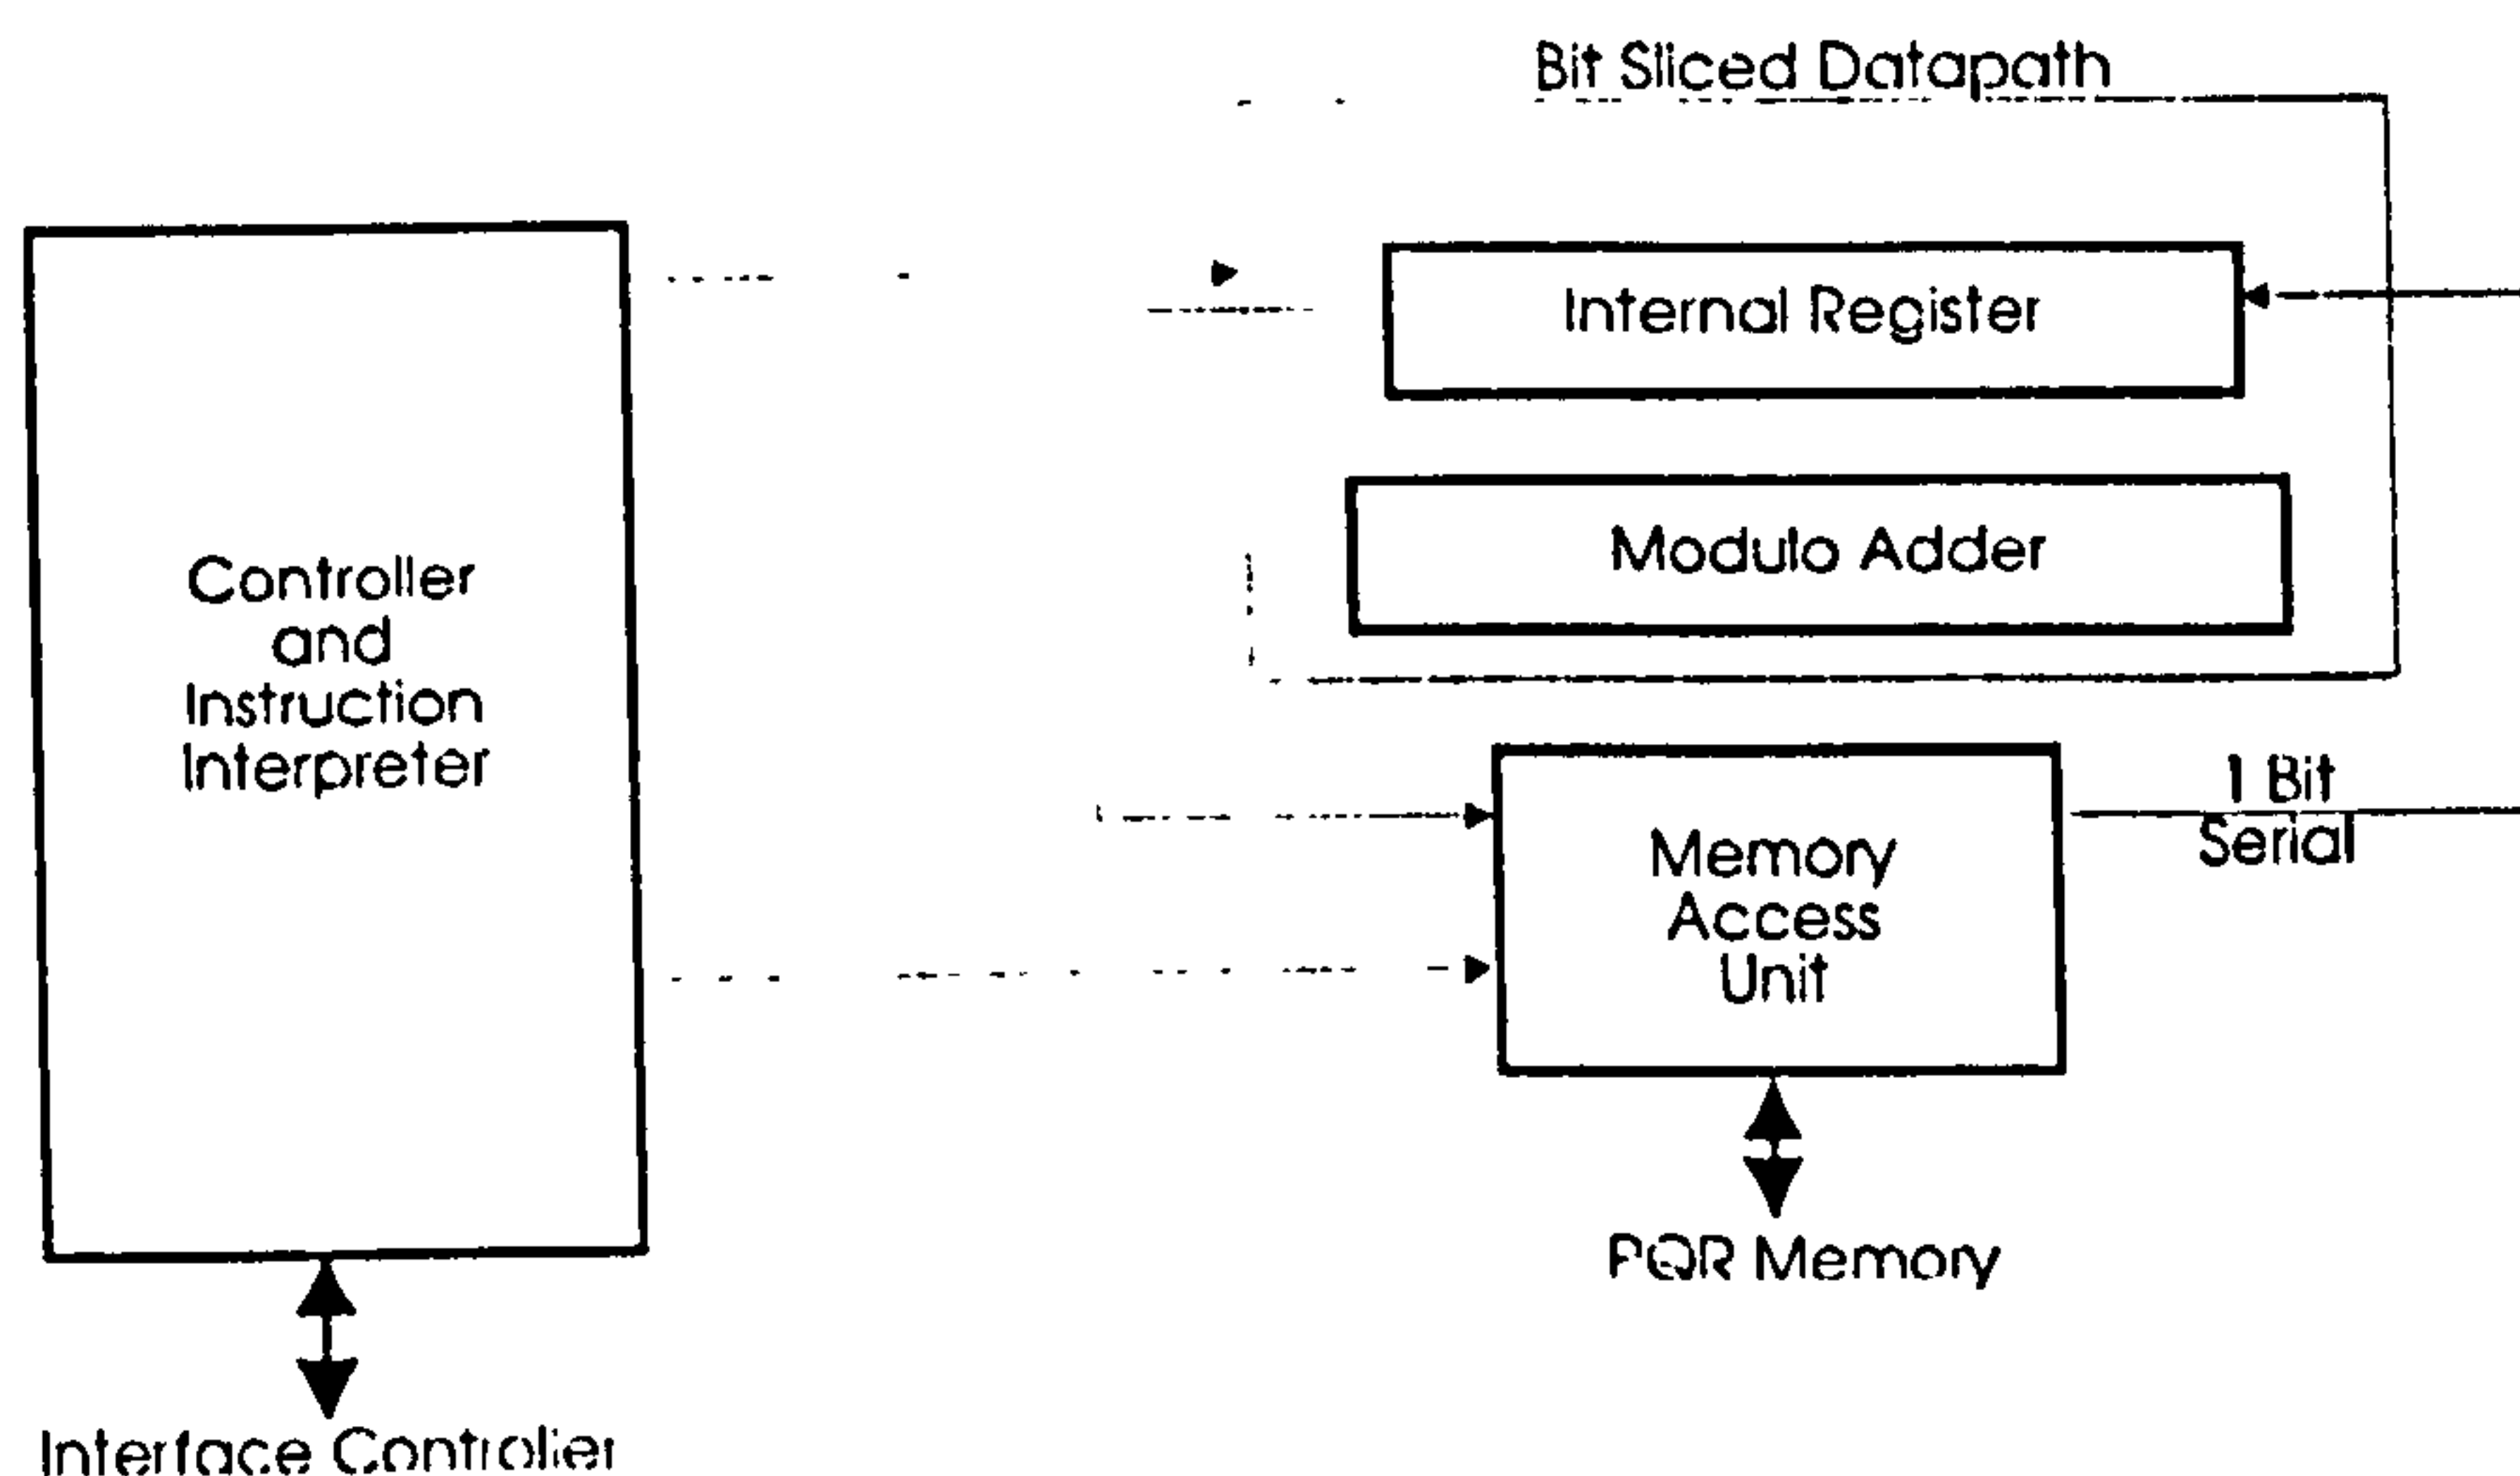 Bit Sliced Datapath
Internal Register
Modulo Adder
Controller
and
Instruction
Interpreter
1 Bit
Serial
Memory
Access
Unit
PQR Memory
Interface Controller